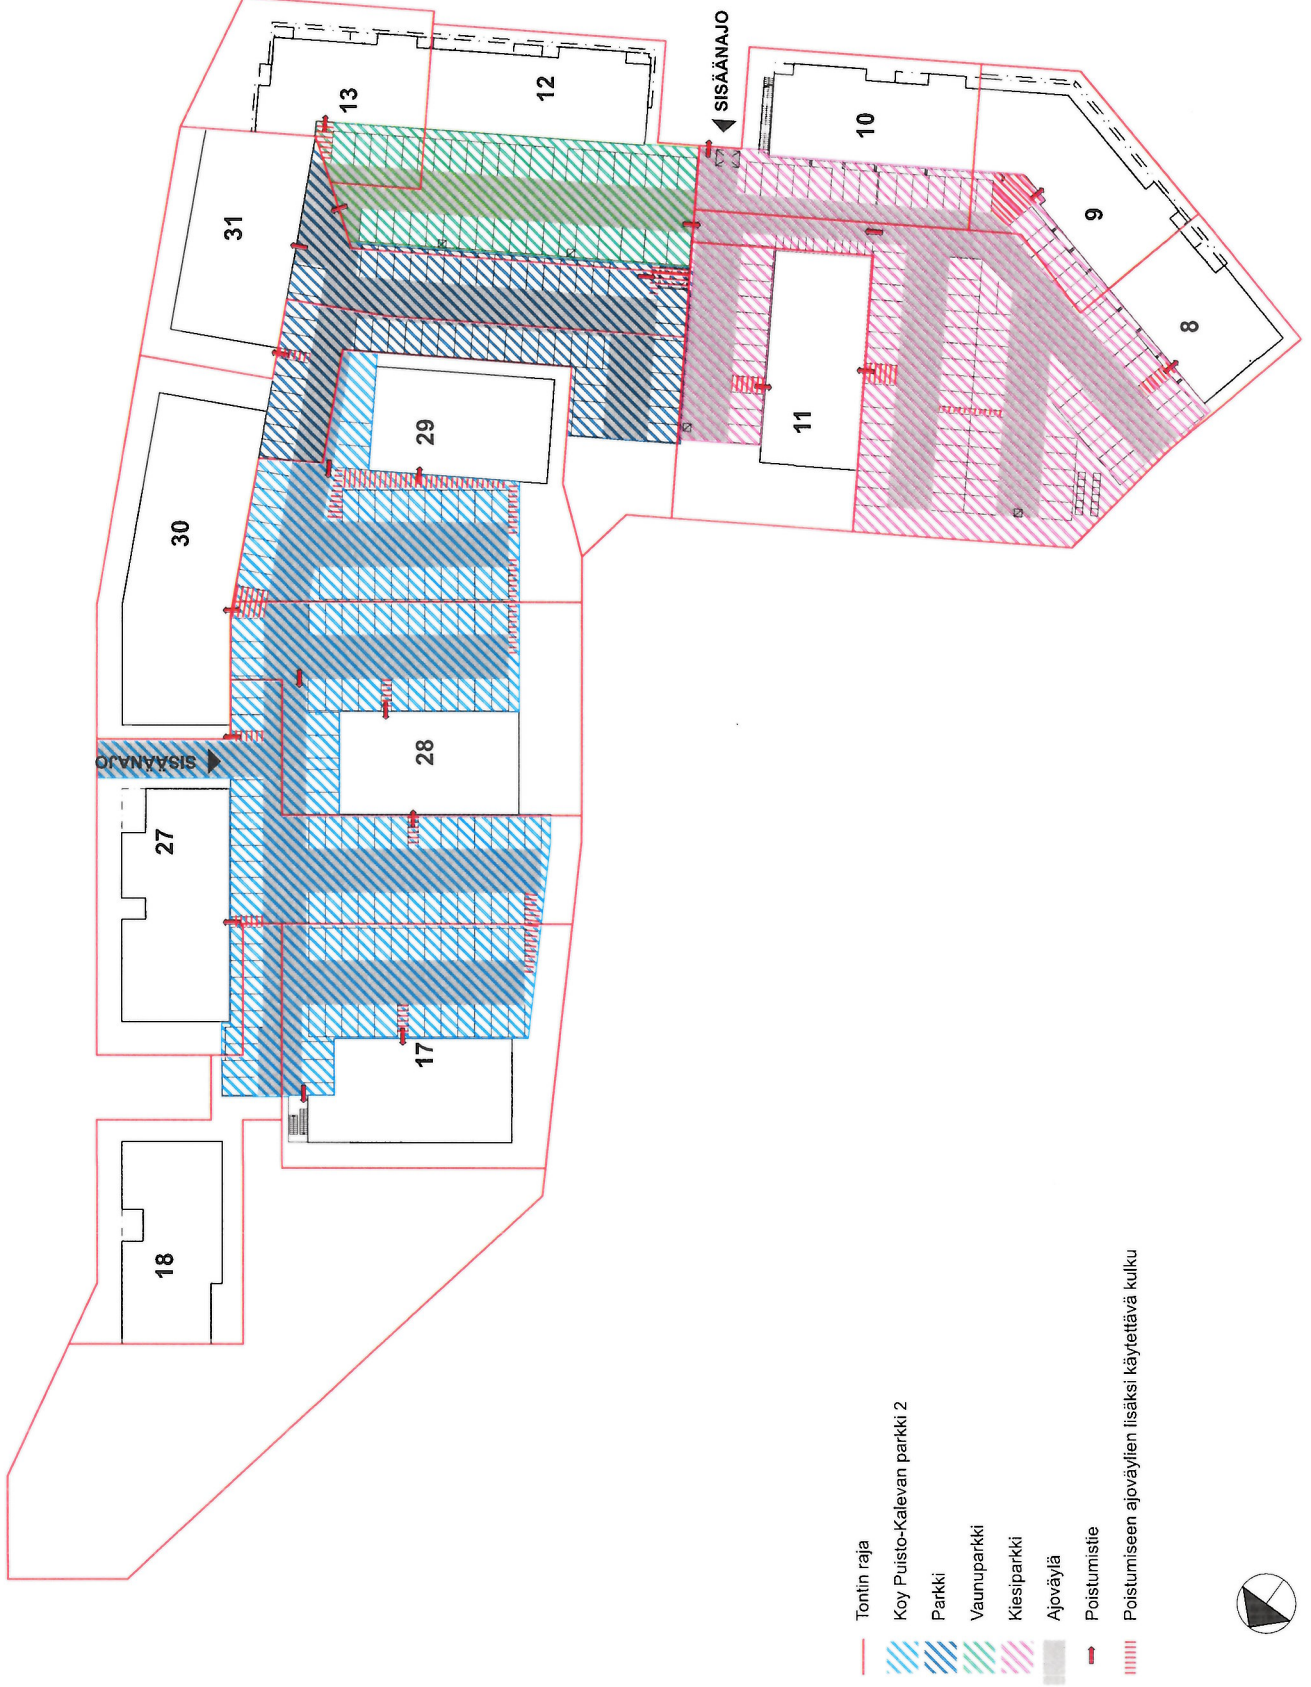 SISÄÄNAJO
13
12
10
31
9
8
29
11
30
28
SISÄÄNAJO
27
17
18
Tontin raja
Koy Puisto-Kalevan parkki 2
Parkki
Vaunuparkki
Kiesiparkki
Ajoväylä
Poistumistie
Poistumiseen ajoväylien lisäksi käytettävä kulku